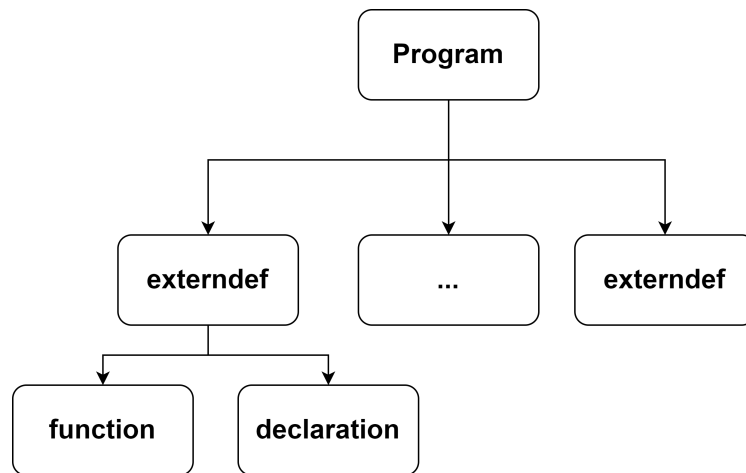 Program
externdef
...
externdef
function
declaration